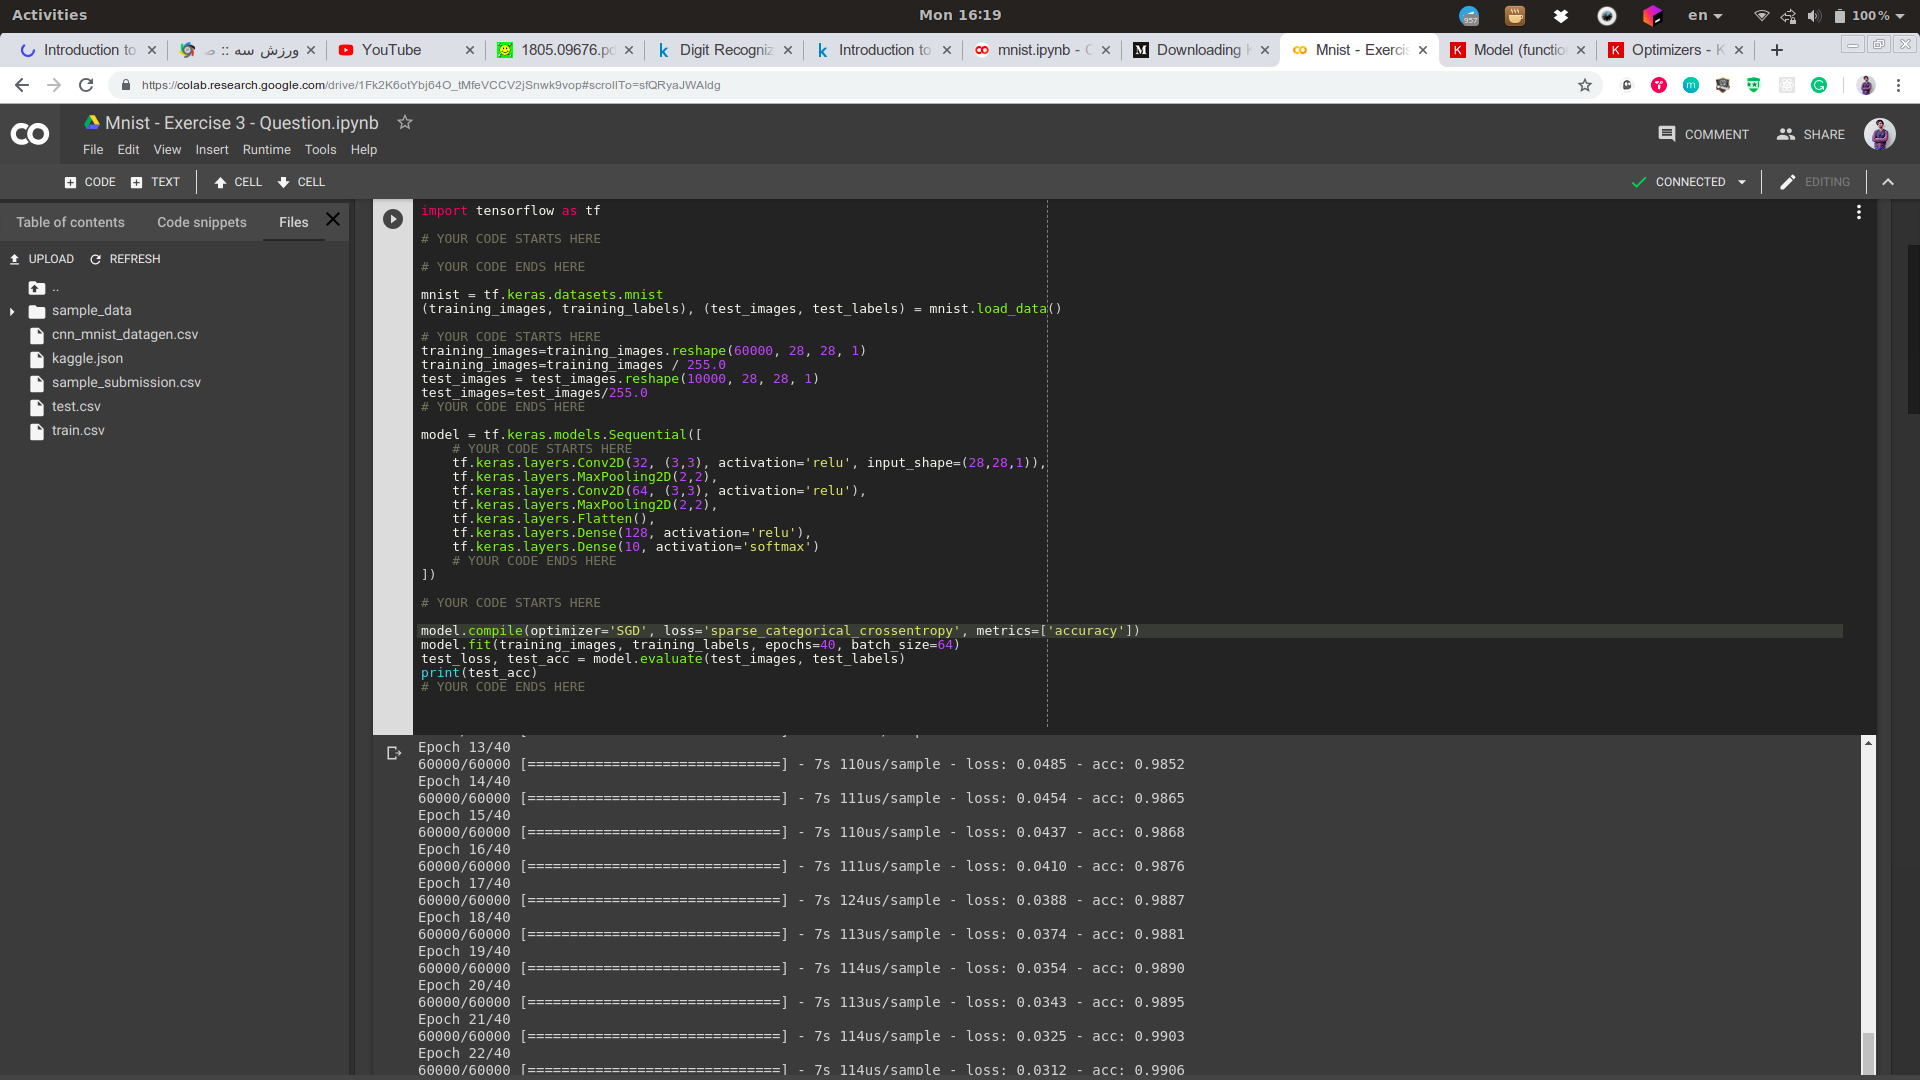 Activities
Mon 16:19
957
en
100 %
Introduction to
ورزش سه ::
YouTube
1805.09676.p
Digit Recogni
Introduction to
mnist.ipynb - C
Downloading
Mnist - Exerci
Model (functio
Optimizers - K
https://colab.research.google.com/drive/1Fk2K6otYbj64O_tMfeVCCV2jSnwk9vop#scrollTo=sfQRyaJWAIdg
Mnist - Exercise 3 - Question.ipynb
COMMENT
SHARE
File Edit View Insert Runtime Tools Help
CODE TEXT CELL CELL
CONNECTED
EDITING
Table of contents Code snippets Files
UPLOAD REFRESH
..
sample_data
cnn_mnist_datagen.csv
kaggle.json
sample_submission.csv
test.csv
train.csv
import tensorflow as tf
# YOUR CODE STARTS HERE
# YOUR CODE ENDS HERE
mnist = tf.keras.datasets.mnist
(training_images, training_labels), (test_images, test_labels) = mnist.load_data()
# YOUR CODE STARTS HERE
training_images=training_images.reshape(60000, 28, 28, 1)
training_images=training_images / 255.0
test_images = test_images.reshape(10000, 28, 28, 1)
test_images=test_images/255.0
# YOUR CODE ENDS HERE
model = tf.keras.models.Sequential([
# YOUR CODE STARTS HERE
tf.keras.layers.Conv2D(32, (3,3), activation='relu', input_shape=(28,28,1)),
tf.keras.layers.MaxPooling2D(2,2),
tf.keras.layers.Conv2D(64, (3,3), activation='relu'),
tf.keras.layers.MaxPooling2D(2,2),
tf.keras.layers.Flatten(),
tf.keras.layers.Dense(128, activation='relu'),
tf.keras.layers.Dense(10, activation='softmax')
# YOUR CODE ENDS HERE
])
# YOUR CODE STARTS HERE
model.compile(optimizer='SGD', loss='sparse_categorical_crossentropy', metrics=['accuracy'])
model.fit(training_images, training_labels, epochs=40, batch_size=64)
test_loss, test_acc = model.evaluate(test_images, test_labels)
print(test_acc)
# YOUR CODE ENDS HERE
Epoch 13/40
60000/60000 [==============================] - 7s 110us/sample - loss: 0.0485 - acc: 0.9852
Epoch 14/40
60000/60000 [==============================] - 7s 111us/sample - loss: 0.0454 - acc: 0.9865
Epoch 15/40
60000/60000 [==============================] - 7s 110us/sample - loss: 0.0437 - acc: 0.9868
Epoch 16/40
60000/60000 [==============================] - 7s 111us/sample - loss: 0.0410 - acc: 0.9876
Epoch 17/40
60000/60000 [==============================] - 7s 124us/sample - loss: 0.0388 - acc: 0.9887
Epoch 18/40
60000/60000 [==============================] - 7s 113us/sample - loss: 0.0374 - acc: 0.9881
Epoch 19/40
60000/60000 [==============================] - 7s 114us/sample - loss: 0.0354 - acc: 0.9890
Epoch 20/40
60000/60000 [==============================] - 7s 113us/sample - loss: 0.0343 - acc: 0.9895
Epoch 21/40
60000/60000 [==============================] - 7s 114us/sample - loss: 0.0325 - acc: 0.9903
Epoch 22/40
60000/60000 [==============================] - 7s 114us/sample - loss: 0.0312 - acc: 0.9906